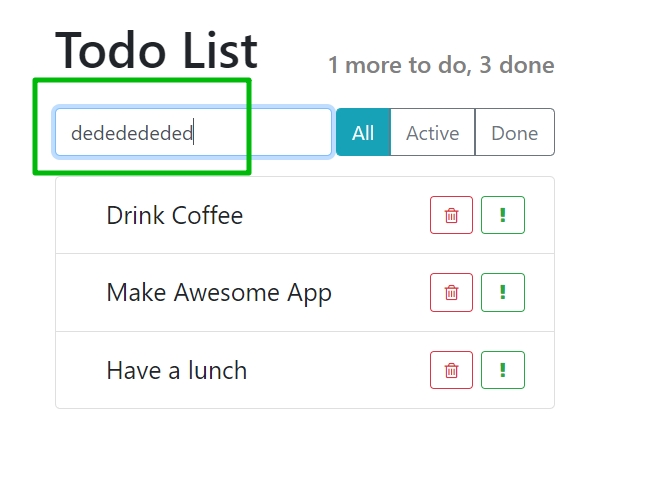 Todo List
1 more to do, 3 done
dededededed
All Active Done
Drink Coffee
!
Make Awesome App
!
Have a lunch
!